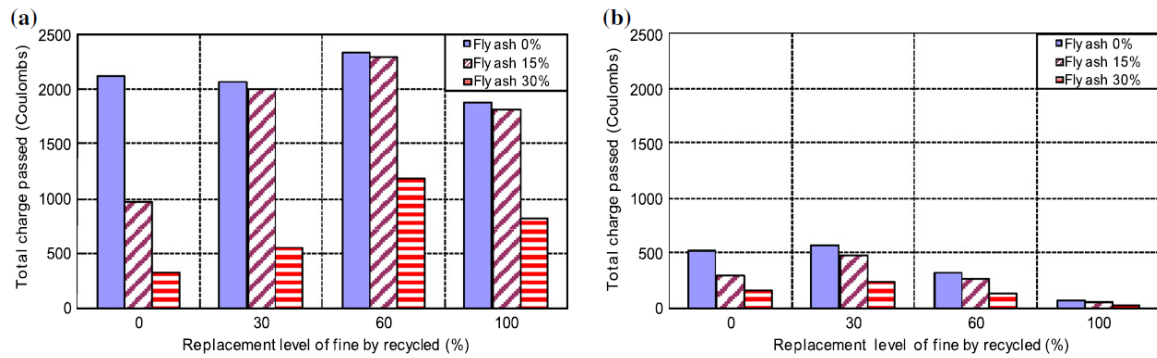 (a)
2500
2000
1500
1000
500
0
Total charge passed (Coulombs)
Fly ash 0%
Fly ash 15%
Fly ash 30%
0 30 60 100
Replacement level of fine by recycled (%)
(b)
2500
2000
1500
1000
500
0
Total charge passed (Coulombs)
Fly ash 0%
Fly ash 15%
Fly ash 30%
0 30 60 100
Replacement level of fine by recycled (%)